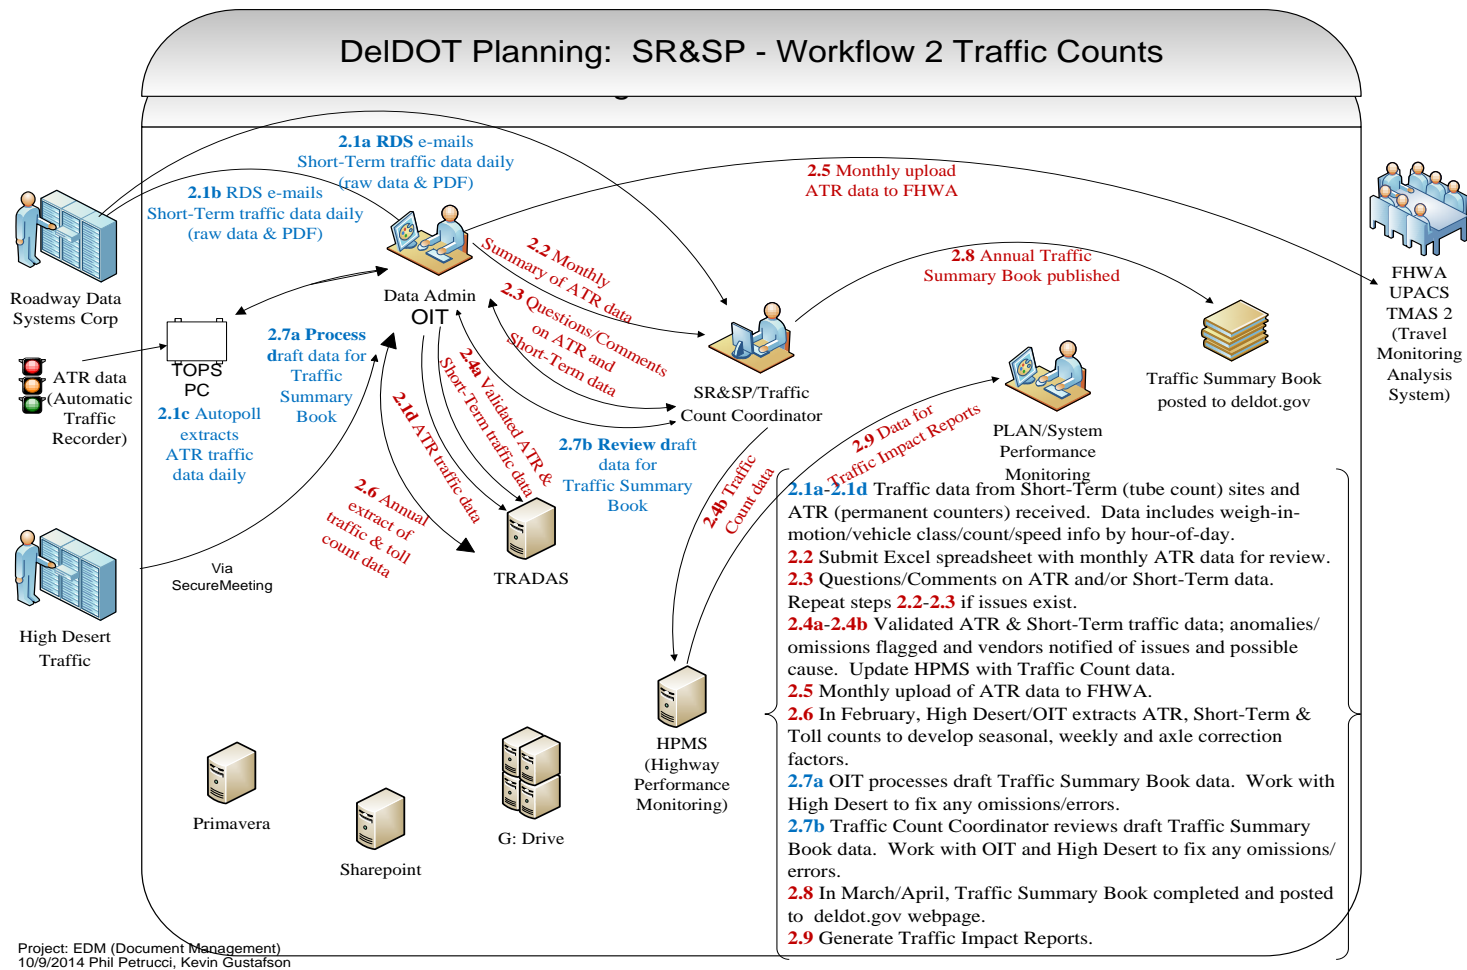 DelDOT Planning:  SR&SP - Workflow 2 Traffic Counts
2.1a RDS e-mails
Short-Term traffic data daily
(raw data & PDF)
2.1b RDS e-mails
Short-Term traffic data daily
(raw data & PDF)
2.5 Monthly upload
ATR data to FHWA
Roadway Data
Systems Corp
Data Admin
OIT
2.2 Monthly
Summary of ATR data
2.3 Questions/Comments
on ATR and
Short-Term data
2.8 Annual Traffic
Summary Book published
FHWA
UPACS
TMAS 2
(Travel
Monitoring
Analysis
System)
TOPS
PC
ATR data
(Automatic
Traffic
Recorder)
2.1c Autopoll
extracts
ATR traffic
data daily
2.7a Process
draft data for
Traffic
Summary
Book
2.4a Validated ATR &
Short-Term traffic data
2.1d ATR traffic data
SR&SP/Traffic
Count Coordinator
Traffic Summary Book
posted to deldot.gov
2.7b Review draft
data for
Traffic Summary
Book
2.9 Data for
Traffic Impact Reports
PLAN/System
Performance
Monitoring
2.6 Annual
extract of
traffic & toll
count data
2.4b Traffic
Count data
TRADAS
Via
SecureMeeting
High Desert
Traffic
HPMS
(Highway
Performance
Monitoring)
Primavera
Sharepoint
G: Drive
2.1a-2.1d Traffic data from Short-Term (tube count) sites and
ATR (permanent counters) received.  Data includes weigh-in-
motion/vehicle class/count/speed info by hour-of-day.
2.2 Submit Excel spreadsheet with monthly ATR data for review.
2.3 Questions/Comments on ATR and/or Short-Term data.
Repeat steps 2.2-2.3 if issues exist.
2.4a-2.4b Validated ATR & Short-Term traffic data; anomalies/
omissions flagged and vendors notified of issues and possible
cause.  Update HPMS with Traffic Count data.
2.5 Monthly upload of ATR data to FHWA.
2.6 In February, High Desert/OIT extracts ATR, Short-Term &
Toll counts to develop seasonal, weekly and axle correction
factors.
2.7a OIT processes draft Traffic Summary Book data.  Work with
High Desert to fix any omissions/errors.
2.7b Traffic Count Coordinator reviews draft Traffic Summary
Book data.  Work with OIT and High Desert to fix any omissions/
errors.
2.8 In March/April, Traffic Summary Book completed and posted
to  deldot.gov webpage.
2.9 Generate Traffic Impact Reports.
Project: EDM (Document Management)
10/9/2014 Phil Petrucci, Kevin Gustafson